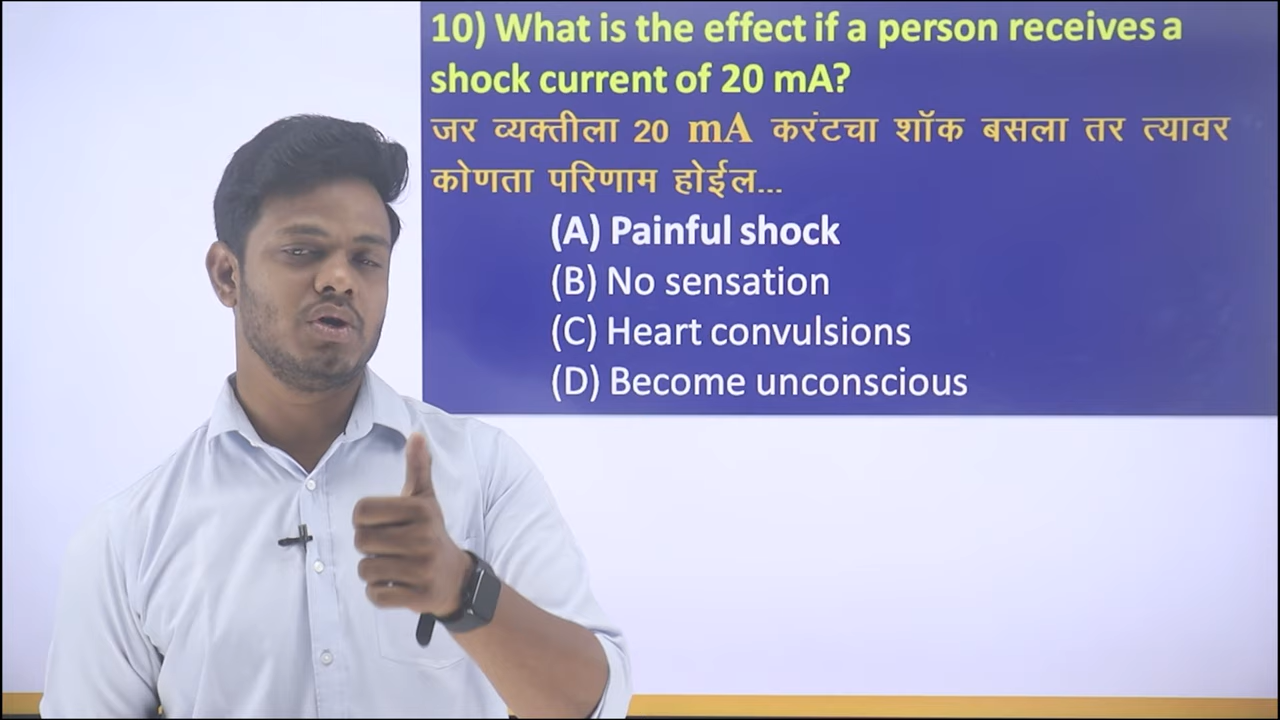 10) What is the effect if a person receives a
shock current of 20 mA?
जर व्यक्तीला 20 mA करंटचा शॉक बसला तर त्यावर
कोणता परिणाम होईल...
(A) Painful shock
(B) No sensation
(C) Heart convulsions
(D) Become unconscious